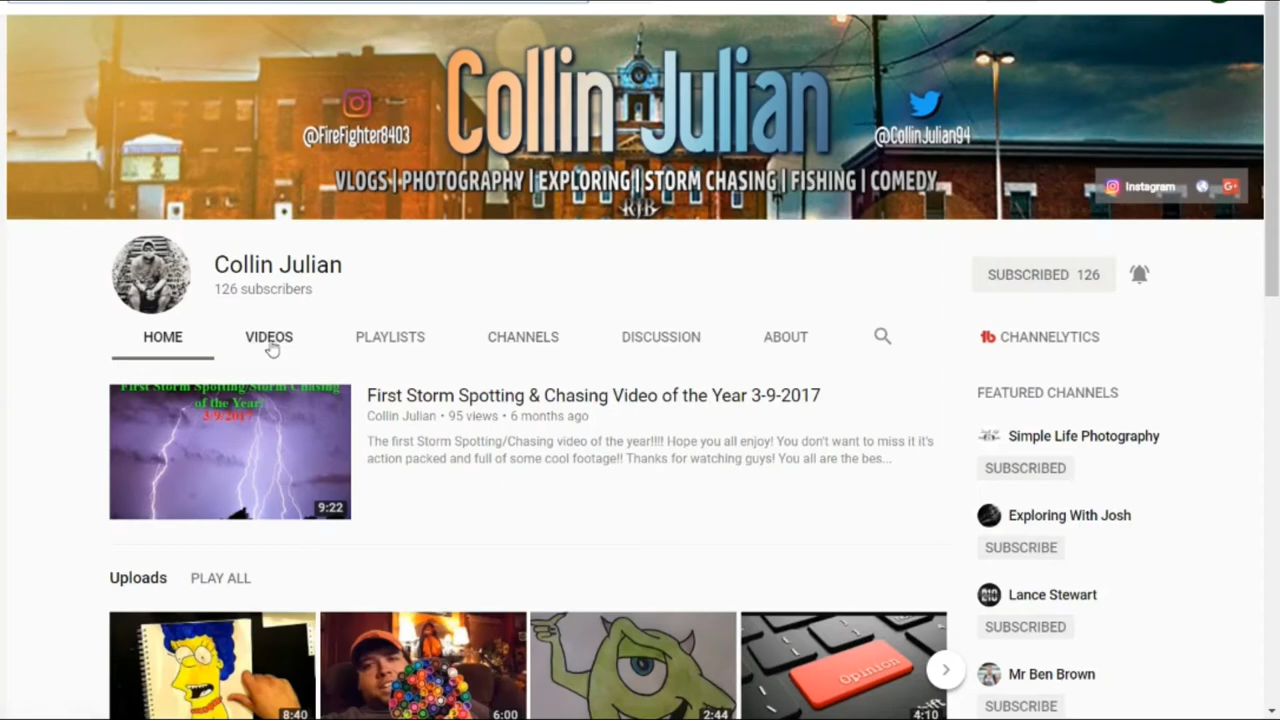 Collin Julian
@FireFighter8403
@CollinJulian94
VLOGS | PHOTOGRAPHY | EXPLORING | STORM CHASING | FISHING | COMEDY
RJB
Instagram
Collin Julian
126 subscribers
SUBSCRIBED 126
HOME VIDEOS PLAYLISTS CHANNELS DISCUSSION ABOUT
CHANNELYTICS
First Storm Spotting/Storm Chasing
of the Year!
3-9-2017
9:22
First Storm Spotting & Chasing Video of the Year 3-9-2017
Collin Julian • 95 views • 6 months ago
The first Storm Spotting/Chasing video of the year!!!! Hope you all enjoy! You don't want to miss it it's
action packed and full of some cool footage!! Thanks for watching guys! You all are the bes...
FEATURED CHANNELS
Simple Life Photography
SUBSCRIBED
Exploring With Josh
SUBSCRIBE
Lance Stewart
SUBSCRIBED
Mr Ben Brown
SUBSCRIBE
Uploads PLAY ALL
8:40
6:00
2:44
Opinion
4:10